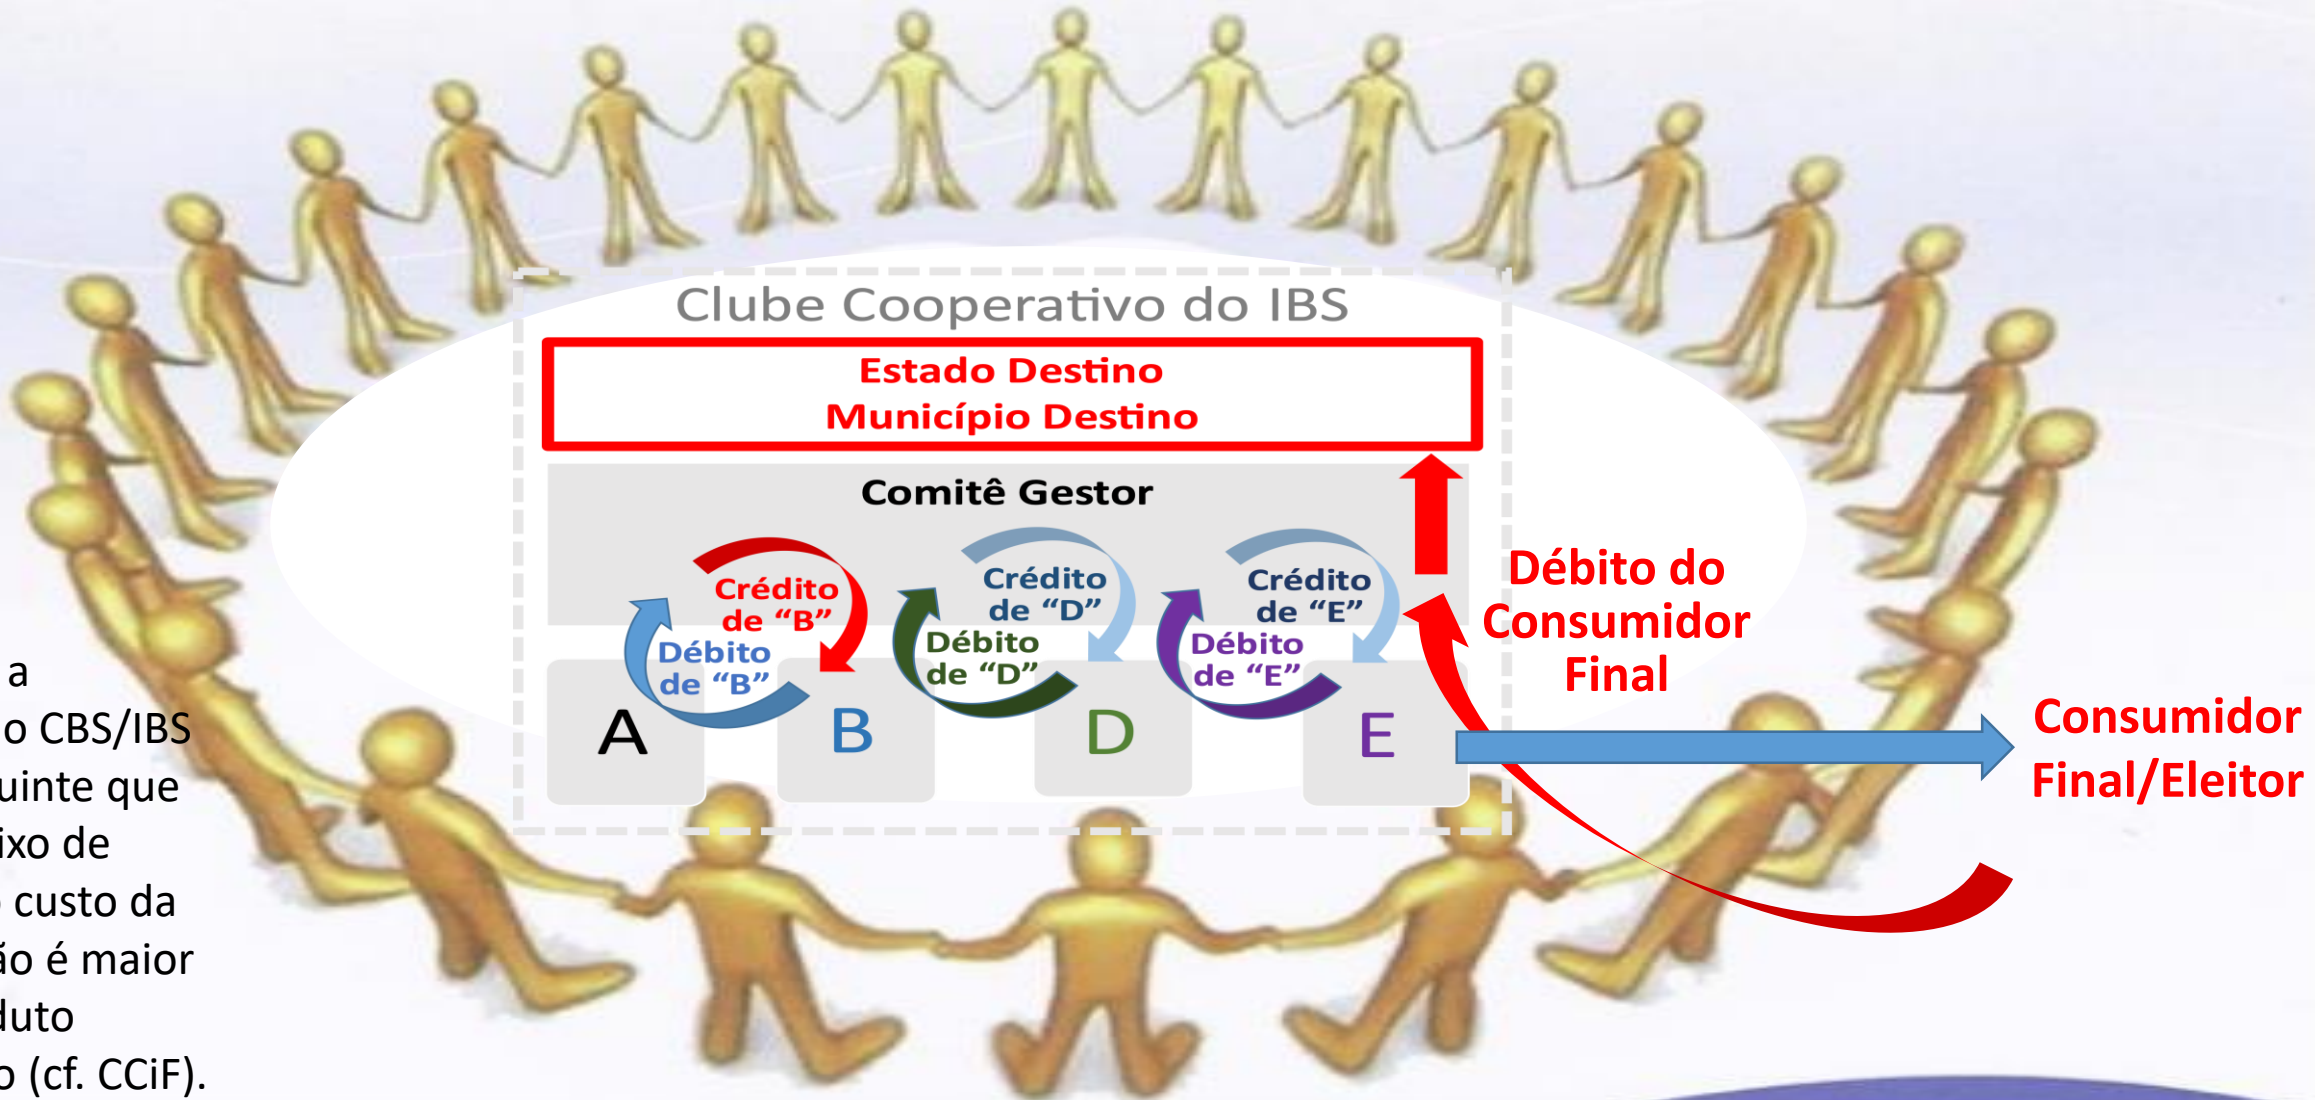 Clube Cooperativo do IBS
Estado Destino
Município Destino
Comitê Gestor
Crédito
de “B”
Débito
de “B”
Crédito
de “D”
Débito
de “D”
Crédito
de “E”
Débito
de “E”
A
B
D
E
Débito do
Consumidor
Final
Consumidor
Final/Eleitor
a
o CBS/IBS
uinte que
ixo de
o custo da
ão é maior
duto
o (cf. CCiF).